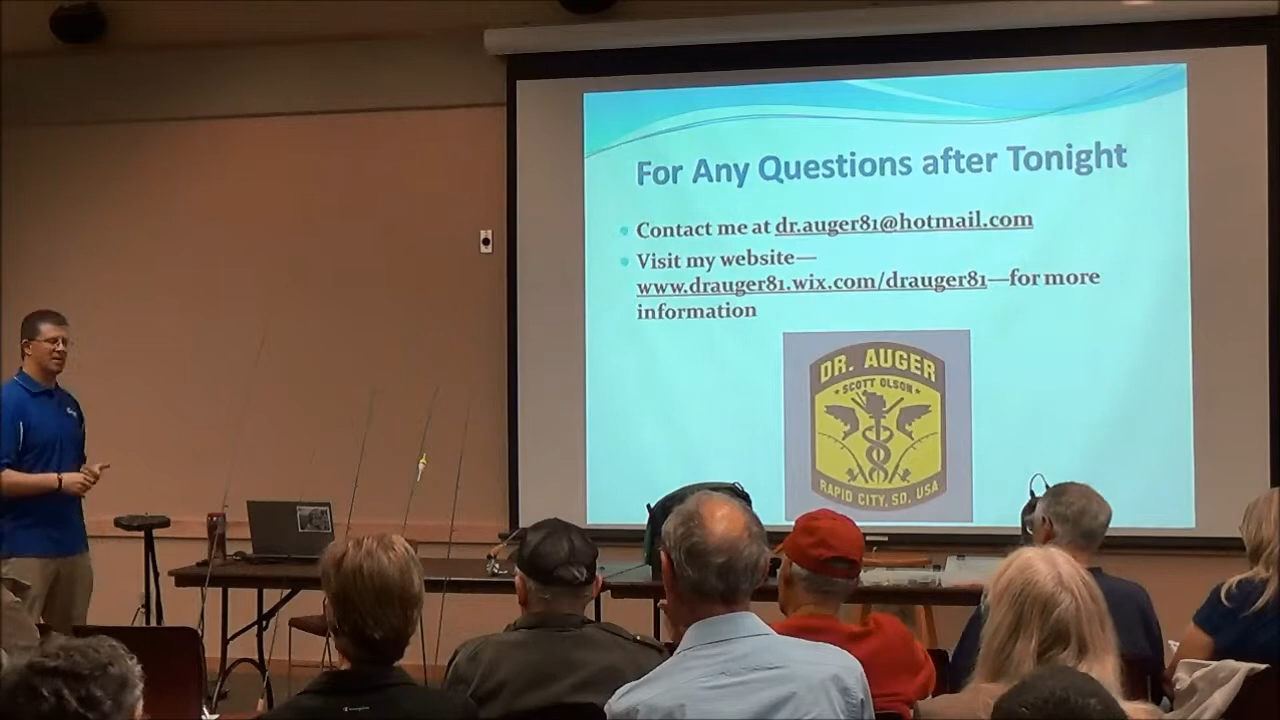 For Any Questions after Tonight
Contact me at dr.auger81@hotmail.com
Visit my website—
www.drauger81.wix.com/drauger81—for more
information
DR. AUGER
SCOTT OLSON
RAPID CITY, SD. USA